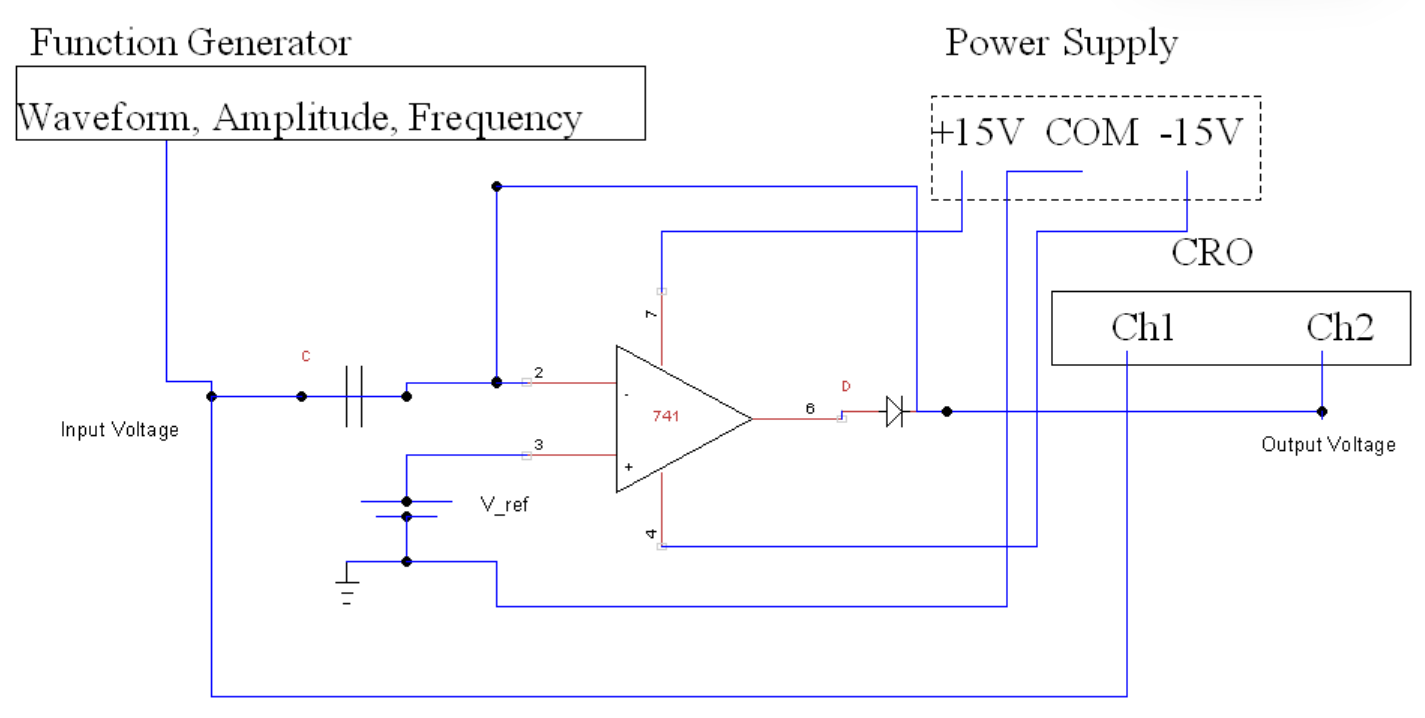 Function Generator
Power Supply
Waveform, Amplitude, Frequency
+15V COM -15V
CRO
Ch1
Ch2
7
C
2
D
6
741
-
Input Voltage
Output Voltage
3
+
V_ref
4